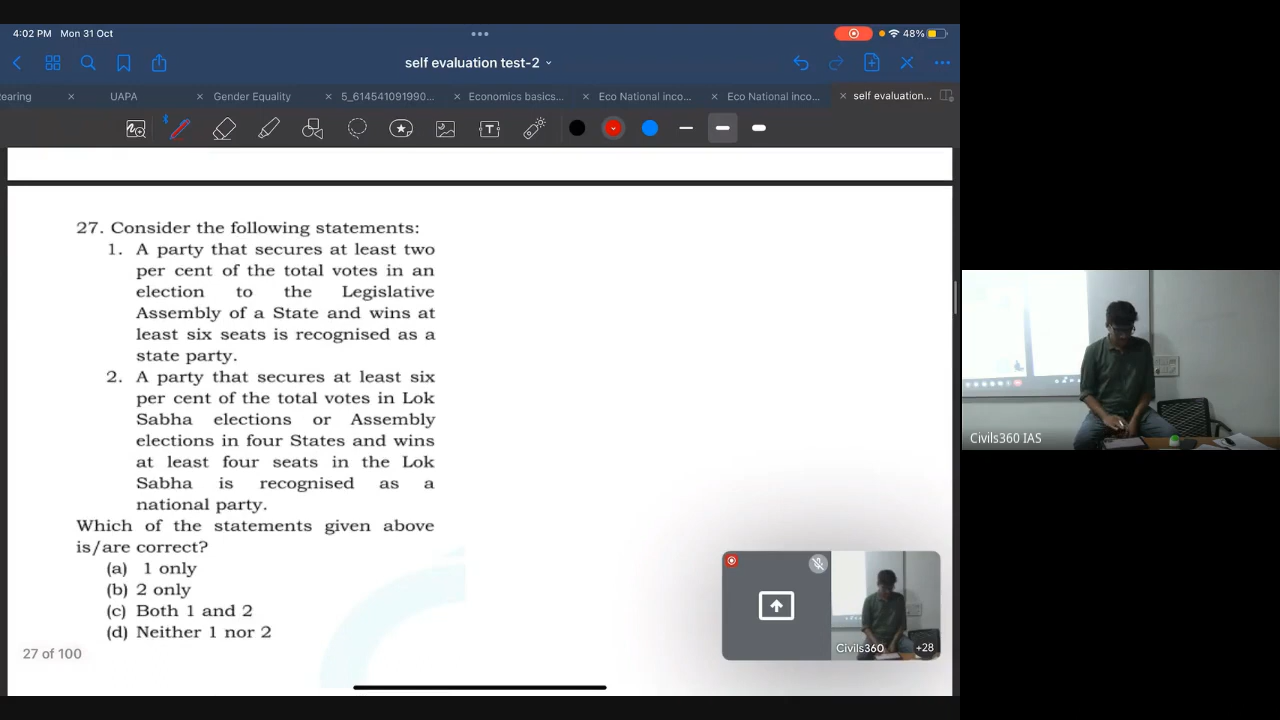 4:02 PM Mon 31 Oct
48%
self evaluation test-2
earing
UAPA
Gender Equality
5_614541091990...
Economics basics...
Eco National inco...
Eco National inco...
self evaluation...
27. Consider the following statements:
1. A party that secures at least two
per cent of the total votes in an
election to the Legislative
Assembly of a State and wins at
least six seats is recognised as a
state party.
2. A party that secures at least six
per cent of the total votes in Lok
Sabha elections or Assembly
elections in four States and wins
at least four seats in the Lok
Sabha is recognised as a
national party.
Which of the statements given above
is/are correct?
(a) 1 only
(b) 2 only
(c) Both 1 and 2
(d) Neither 1 nor 2
27 of 100
Civils360
+28
Civils360 IAS